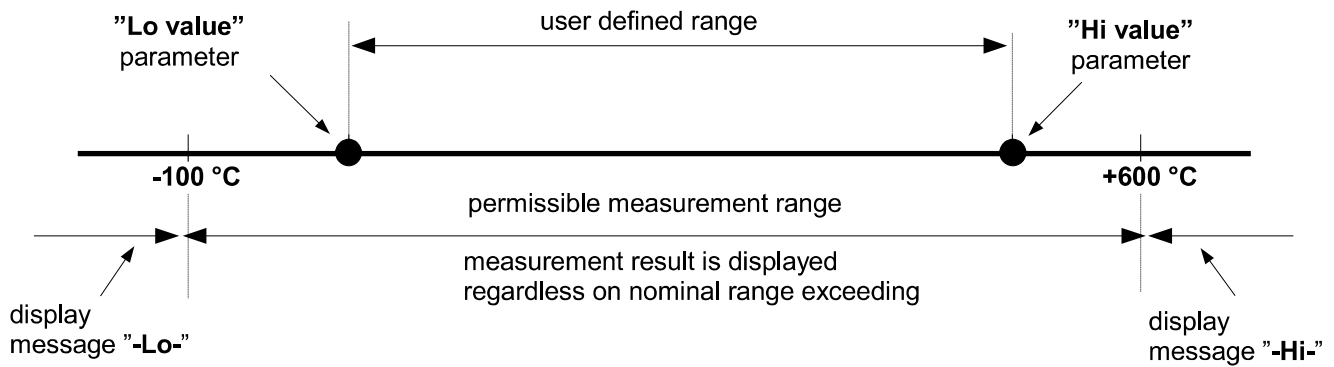 ”Lo value”
parameter
user defined range
”Hi value”
parameter
-100 °C
+600 °C
permissible measurement range
measurement result is displayed
regardless on nominal range exceeding
display
message ”-Lo-”
display
message ”-Hi-”